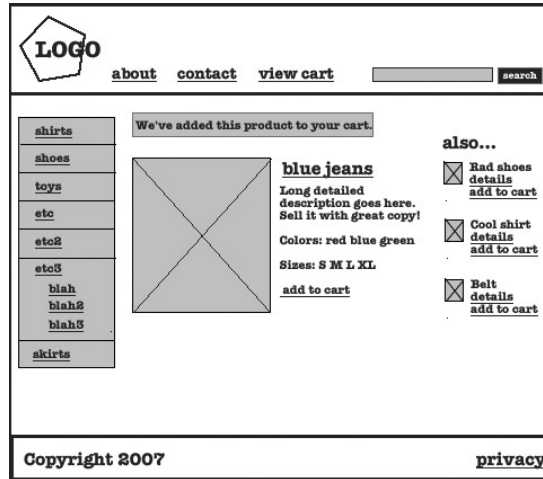 LOGO
about contact view cart search
shirts
shoes
toys
etc
etc2
etc3
blah
blah2
blah3
skirts
We've added this product to your cart.
blue jeans
Long detailed
description goes here.
Sell it with great copy!
Colors: red blue green
Sizes: S M L XL
add to cart
also...
Rad shoes
details
add to cart
Cool shirt
details
add to cart
Belt
details
add to cart
Copyright 2007 privacy